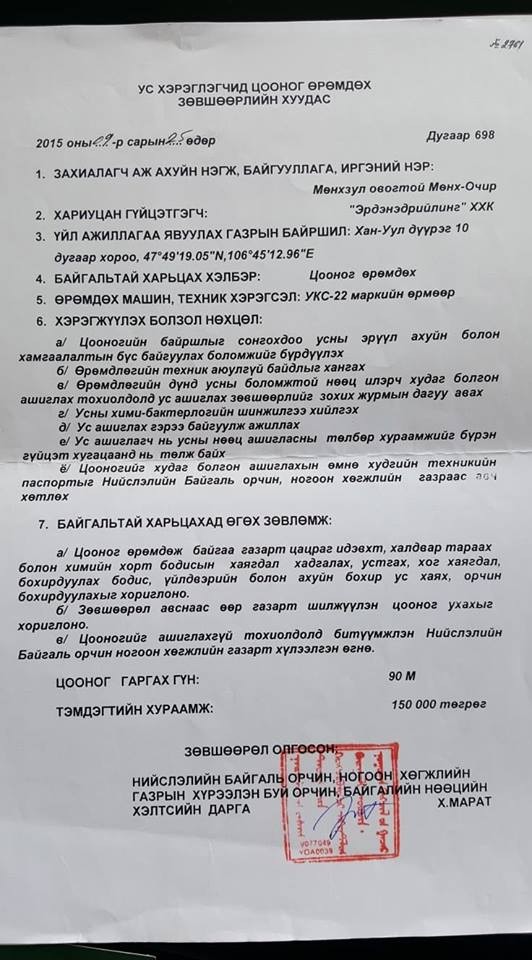 № 2761
УС ХЭРЭГЛЭГЧИД ЦООНОГ ӨРӨМДӨХ
ЗӨВШӨӨРЛИЙН ХУУДАС
2015 оны 09-р сарын 25 өдөр
Дугаар 698
1. ЗАХИАЛАГЧ АЖ АХУЙН НЭГЖ, БАЙГУУЛЛАГА, ИРГЭНИЙ НЭР:
Мөнхзул овогтой Мөнх-Очир
2. ХАРИУЦАН ГҮЙЦЭТГЭГЧ: "Эрдэнэдрийлинг" ХХК
3. ҮЙЛ АЖИЛЛАГАА ЯВУУЛАХ ГАЗРЫН БАЙРШИЛ: Хан-Уул дүүрэг 10
дугаар хороо, 47°49'19.05"N,106°45'12.96"E
4. БАЙГАЛЬТАЙ ХАРЬЦАХ ХЭЛБЭР: Цооног өрөмдөх
5. ӨРӨМДӨХ МАШИН, ТЕХНИК ХЭРЭГСЭЛ: УКС-22 маркийн өрмөөр
6. ХЭРЭГЖҮҮЛЭХ БОЛЗОЛ НӨХЦӨЛ:
а/ Цооногийн байршлыг сонгохдоо усны эрүүл ахуйн болон
хамгаалалтын бүс байгуулах боломжийг бүрдүүлэх
б/ Өрөмдлөгийн техник аюулгүй байдлыг хангах
в/ Өрөмдлөгийн дүнд усны боломжтой нөөц илэрч худаг болгон
ашиглах тохиолдолд ус ашиглах зөвшөөрлийг зохих журмын дагуу авах
г/ Усны хими-бактерлогийн шинжилгээ хийлгэх
д/ Ус ашиглах гэрээ байгуулж ажиллах
е/ Ус ашиглагч нь усны нөөц ашигласны төлбөр хураамжийг бүрэн
гүйцэт хугацаанд нь төлж байх
ё/ Цооногийг худаг болгон ашиглахын өмнө худгийн техникийн
паспортыг Нийслэлийн Байгаль орчин, ногоон хөгжлийн газраас авч
хөтлөх
7. БАЙГАЛЬТАЙ ХАРЬЦАХАД ӨГӨХ ЗӨВЛӨМЖ:
а/ Цооног өрөмдөж байгаа газарт цацраг идэвхт, халдвар тараах
болон химийн хорт бодисын хаягдал хадгалах, устгах, хог хаягдал,
бохирдуулах бодис, үйлдвэрийн болон ахуйн бохир ус хаях, орчин
бохирдуулахыг хориглоно.
б/ Зөвшөөрөл авснаас өөр газарт шилжүүлэн цооног ухахыг
хориглоно.
в/ Цооногийг ашиглахгүй тохиолдолд битүүмжлэн Нийслэлийн
Байгаль орчин ногоон хөгжлийн газарт хүлээлгэн өгнө.
ЦООНОГ ГАРГАХ ГҮН: 90 М
ТЭМДЭГТИЙН ХУРААМЖ: 150 000 төгрөг
ЗӨВШӨӨРӨЛ ОЛГОСОН:
НИЙСЛЭЛИЙН БАЙГАЛЬ ОРЧИН, НОГООН ХӨГЖЛИЙН
ГАЗРЫН ХҮРЭЭЛЭН БУЙ ОРЧИН, БАЙГАЛИЙН НӨӨЦИЙН
ХЭЛТСИЙН ДАРГА Х.МАРАТ